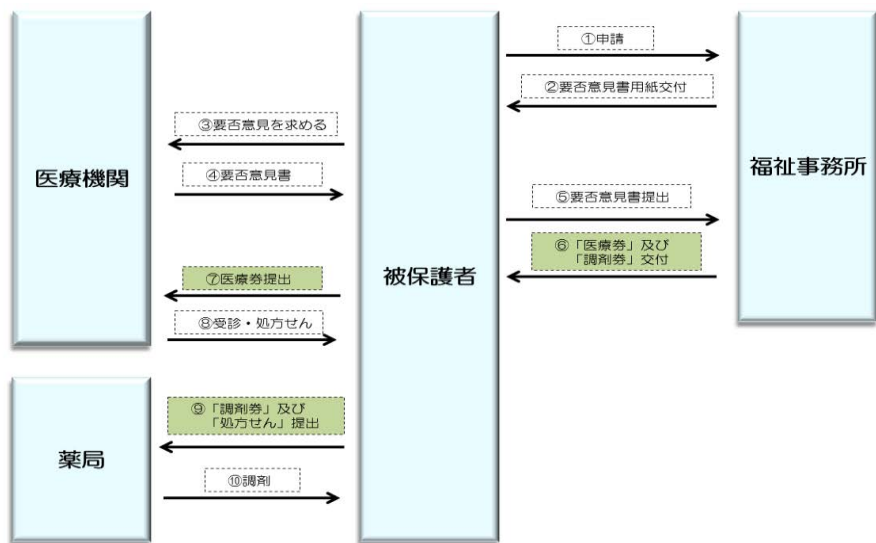 ①申請
②要否意見書用紙交付
③要否意見を求める
④要否意見書
医療機関
福祉事務所
⑤要否意見書提出
⑥「医療券」及び
「調剤券」交付
⑦医療券提出
被保護者
⑧受診・処方せん
⑨「調剤券」及び
「処方せん」提出
薬局
⑩調剤